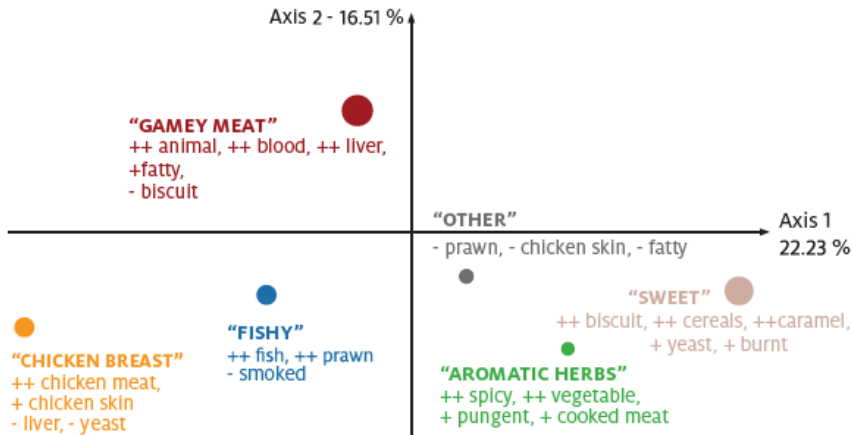 Axis 2 - 16.51 %
“GAMEY MEAT”
++ animal, ++ blood, ++ liver,
+fatty,
- biscuit
Axis 1
22.23 %
“OTHER”
- prawn, - chicken skin, - fatty
“SWEET”
++ biscuit, ++ cereals, ++caramel,
+ yeast, + burnt
“FISHY”
++ fish, ++ prawn
- smoked
“CHICKEN BREAST”
++ chicken meat,
+ chicken skin
- liver, - yeast
“AROMATIC HERBS”
++ spicy, ++ vegetable,
+ pungent, + cooked meat